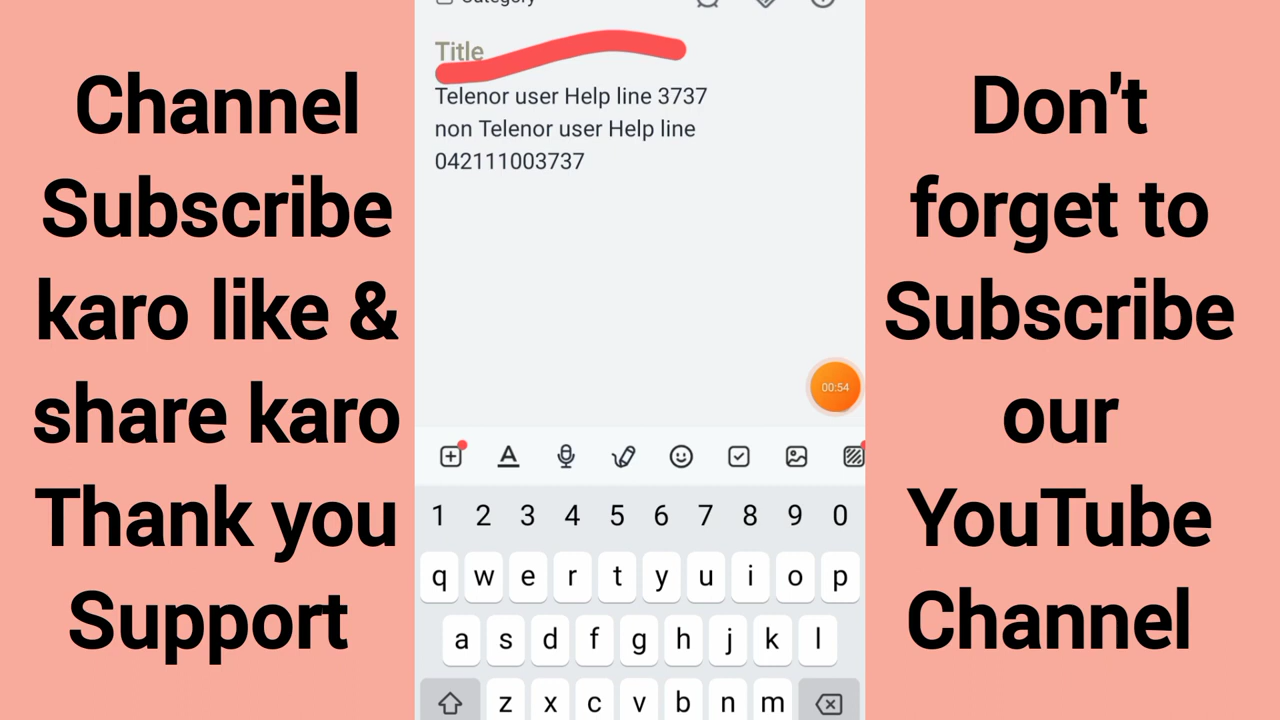 Channel
Subscribe
karo like &
share karo
Thank you
Support
Category
Title
Telenor user Help line 3737
non Telenor user Help line
042111003737
00:54
A
1 2 3 4 5 6 7 8 9 0
q w e r t y u i o p
a s d f g h j k l
z x c v b n m
Don't
forget to
Subscribe
our
YouTube
Channel